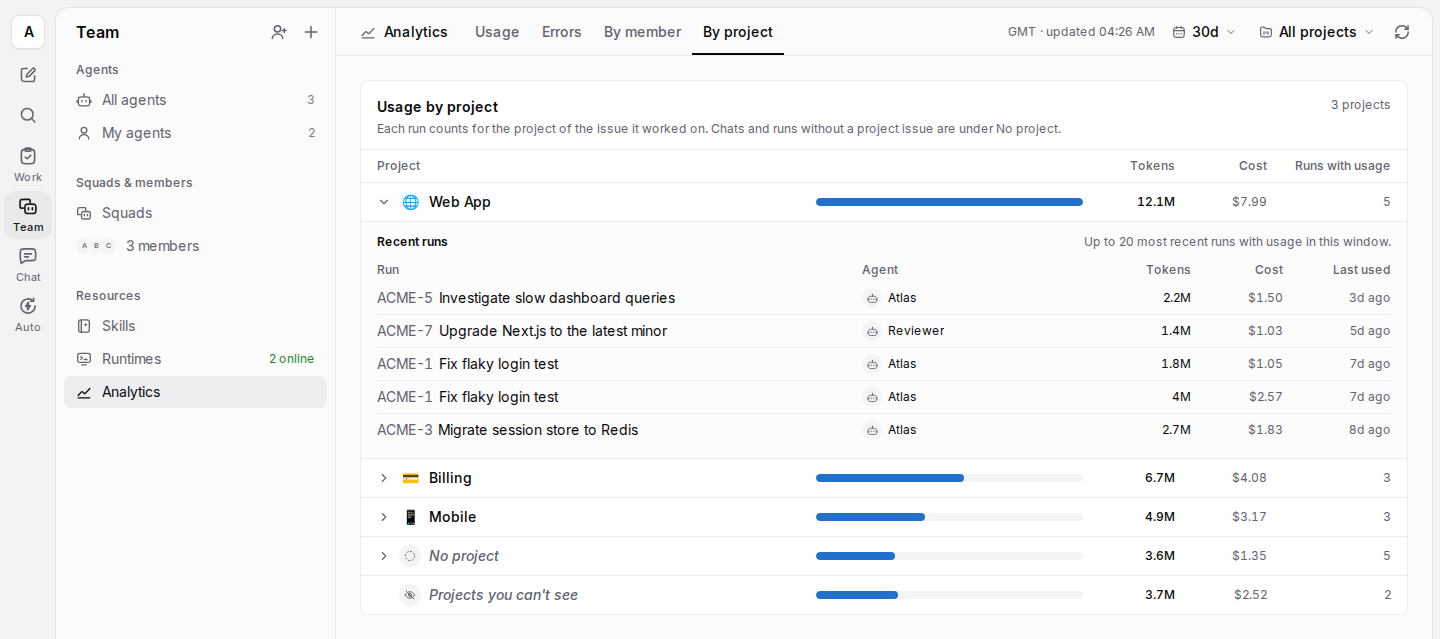 A
Work
Team
Chat
Auto
Team
Agents
All agents 3
My agents 2
Squads & members
Squads
A B C 3 members
Resources
Skills
Runtimes 2 online
Analytics
Analytics Usage Errors By member By project GMT · updated 04:26 AM 30d All projects
Usage by project 3 projects
Each run counts for the project of the issue it worked on. Chats and runs without a project issue are under No project.
Project Tokens Cost Runs with usage
Web App 12.1M $7.99 5
Recent runs Up to 20 most recent runs with usage in this window.
Run Agent Tokens Cost Last used
ACME-5 Investigate slow dashboard queries Atlas 2.2M $1.50 3d ago
ACME-7 Upgrade Next.js to the latest minor Reviewer 1.4M $1.03 5d ago
ACME-1 Fix flaky login test Atlas 1.8M $1.05 7d ago
ACME-1 Fix flaky login test Atlas 4M $2.57 7d ago
ACME-3 Migrate session store to Redis Atlas 2.7M $1.83 8d ago
Billing 6.7M $4.08 3
Mobile 4.9M $3.17 3
No project 3.6M $1.35 5
Projects you can't see 3.7M $2.52 2